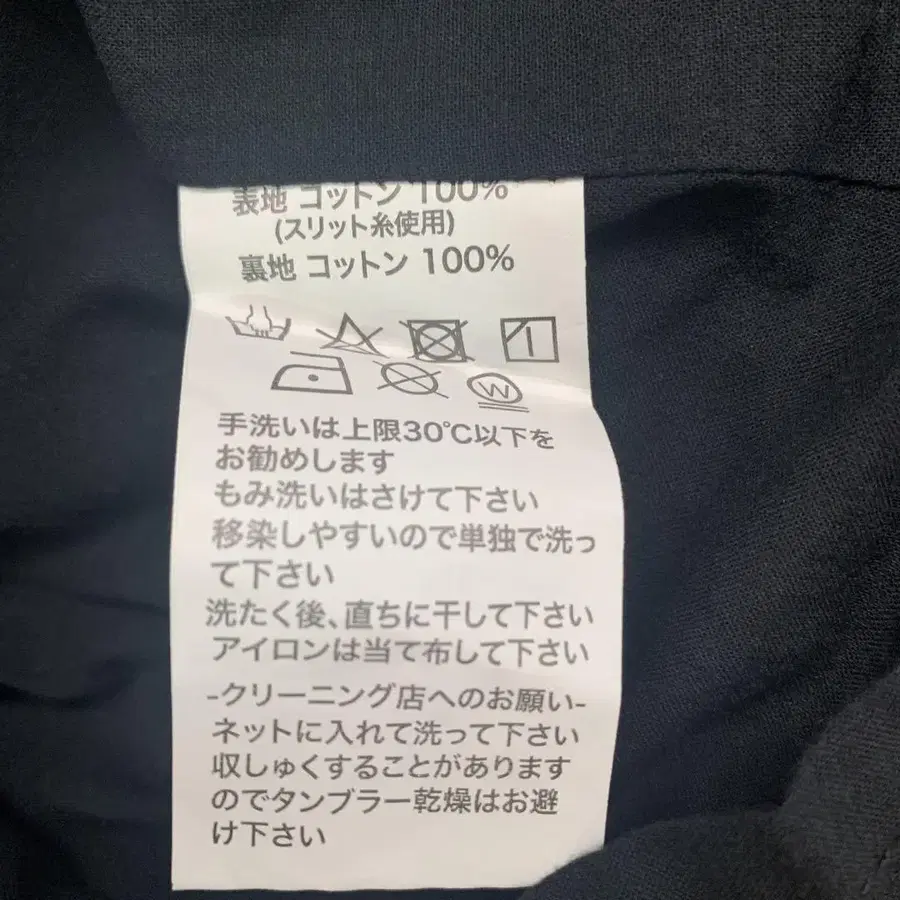 表地 コットン 100%
(スリット糸使用)
裏地 コットン 100%
W
手洗いは上限30℃以下を
お勧めします
もみ洗いはさけて下さい
移染しやすいので単独で洗っ
て下さい
洗たく後、直ちに干して下さい
アイロンは当て布して下さい
-クリーニング店へのお願い-
ネットに入れて洗って下さい
収しゅくすることがあります
のでタンブラー乾燥はお避
け下さい